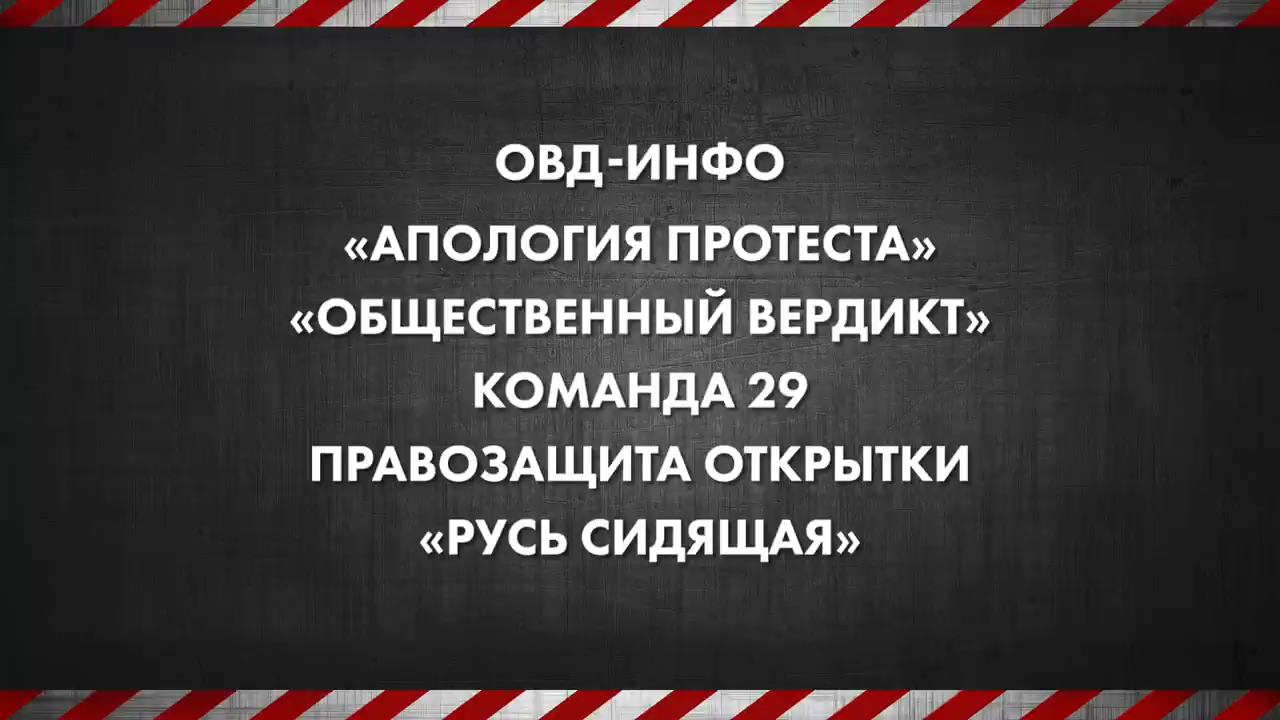 ОВД-ИНФО
«АПОЛОГИЯ ПРОТЕСТА»
«ОБЩЕСТВЕННЫЙ ВЕРДИКТ»
КОМАНДА 29
ПРАВОЗАЩИТА ОТКРЫТКИ
«РУСЬ СИДЯЩАЯ»